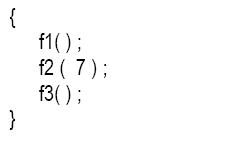 {
f1( ) ;
f2 (  7 ) ;
f3( ) ;
}